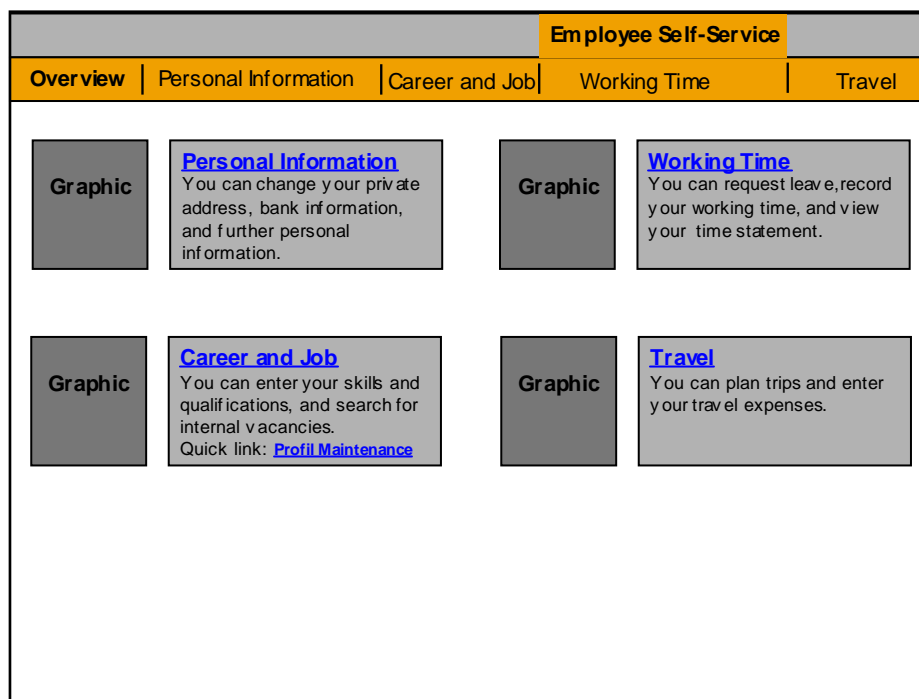 Employee Self-Service
Overview Personal Information Career and Job Working Time Travel
Graphic
Personal Information
You can change your private
address, bank information,
and further personal
information.
Graphic
Working Time
You can request leave,record
your working time, and view
your time statement.
Graphic
Career and Job
You can enter your skills and
qualifications, and search for
internal vacancies.
Quick link: Profil Maintenance
Graphic
Travel
You can plan trips and enter
your travel expenses.